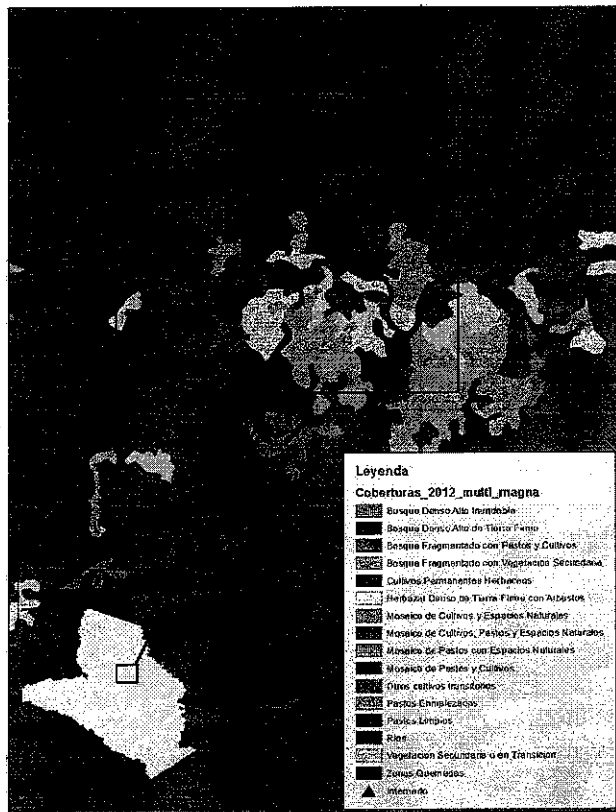 Leyenda
Coberturas_2012_multi_magna
Bosque Denso Alto Inundable
Bosque Denso Alto de Tierra Firme
Bosque Fragmentado con Pastos y Cultivos
Bosque Fragmentado con Vegetación Secundaria
Cultivos Permanentes Herbaceos
Herbazal Denso de Tierra Firme con Arbustos
Mosaico de Cultivos y Espacios Naturales
Mosaico de Cultivos, Pastos y Espacios Naturales
Mosaico de Pastos con Espacios Naturales
Mosaico de Pastos y Cultivos
Otros cultivos transitorios
Pastos Enmalezados
Pastos Limpios
Rios
Vegetación Secundaria o en Transición
Zonas Quemadas
Internado